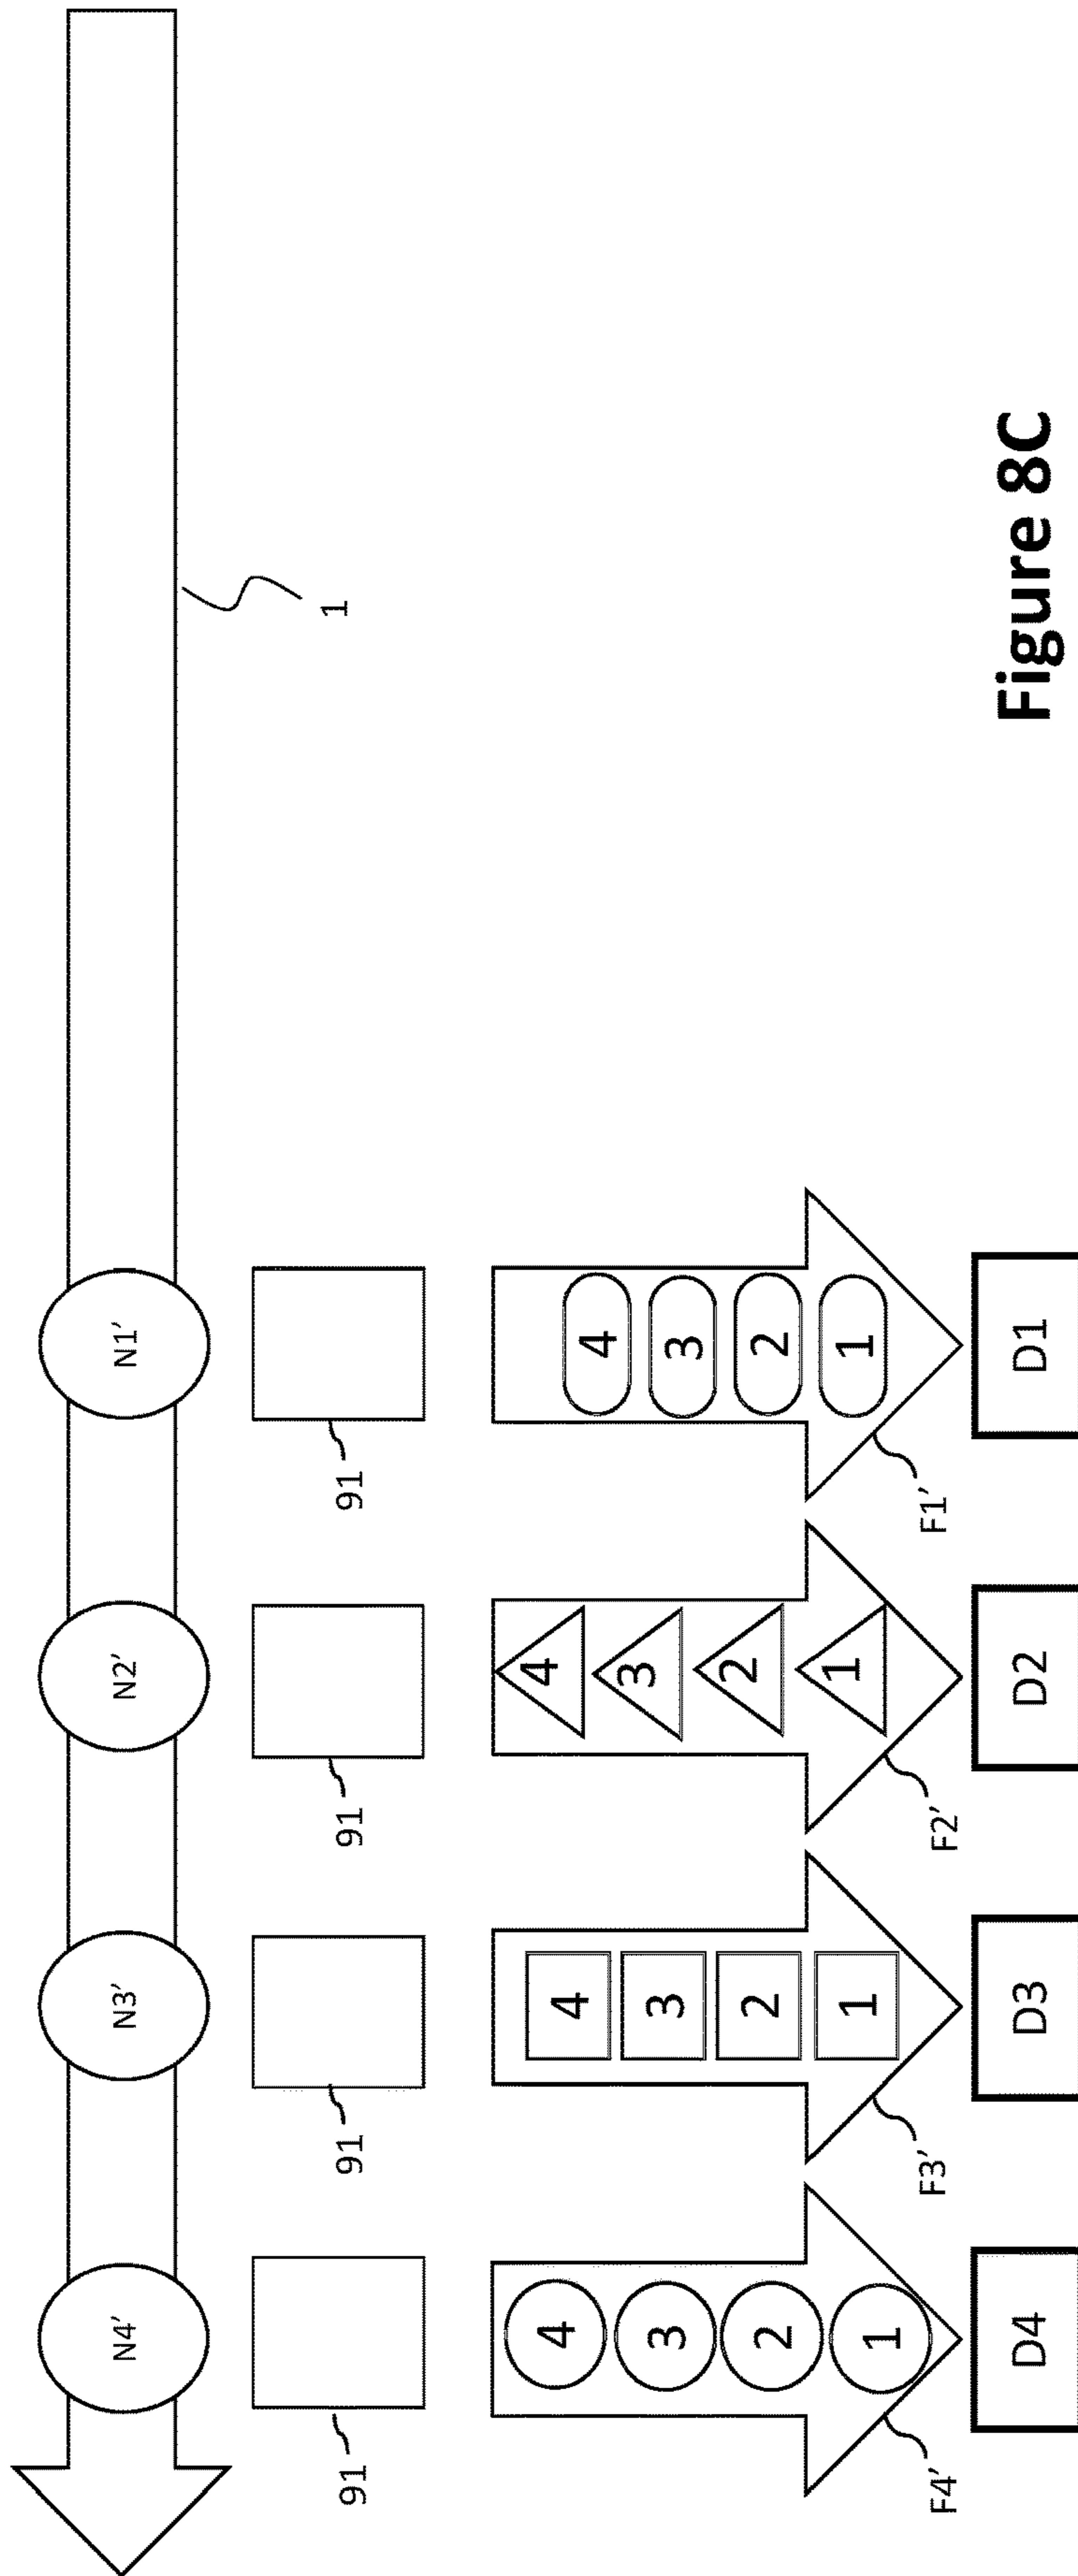 N4' N3' N2' N1'
91 91 91 91 1
4 4 4 4
3 3 3 3
2 2 2 2
1 1 1 1
F4' F3' F2' F1'
D4 D3 D2 D1
Figure 8C